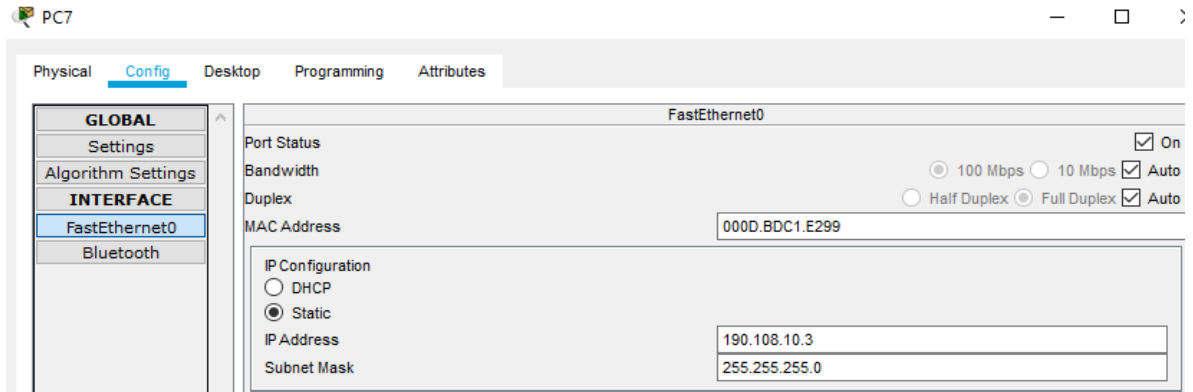 PC7
Physical Config Desktop Programming Attributes
GLOBAL
Settings
Algorithm Settings
INTERFACE
FastEthernet0
Bluetooth
FastEthernet0
Port Status On
Bandwidth 100 Mbps 10 Mbps Auto
Duplex Half Duplex Full Duplex Auto
MAC Address 000D.BDC1.E299
IP Configuration
DHCP
Static
IP Address 190.108.10.3
Subnet Mask 255.255.255.0